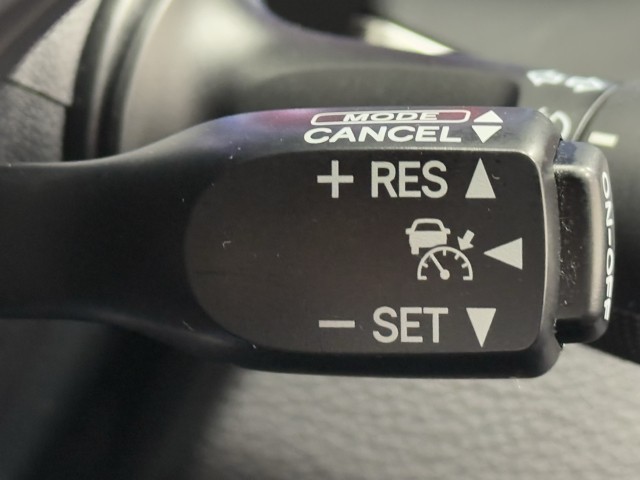 MODE
CANCEL
+ RES
ON-OFF
− SET